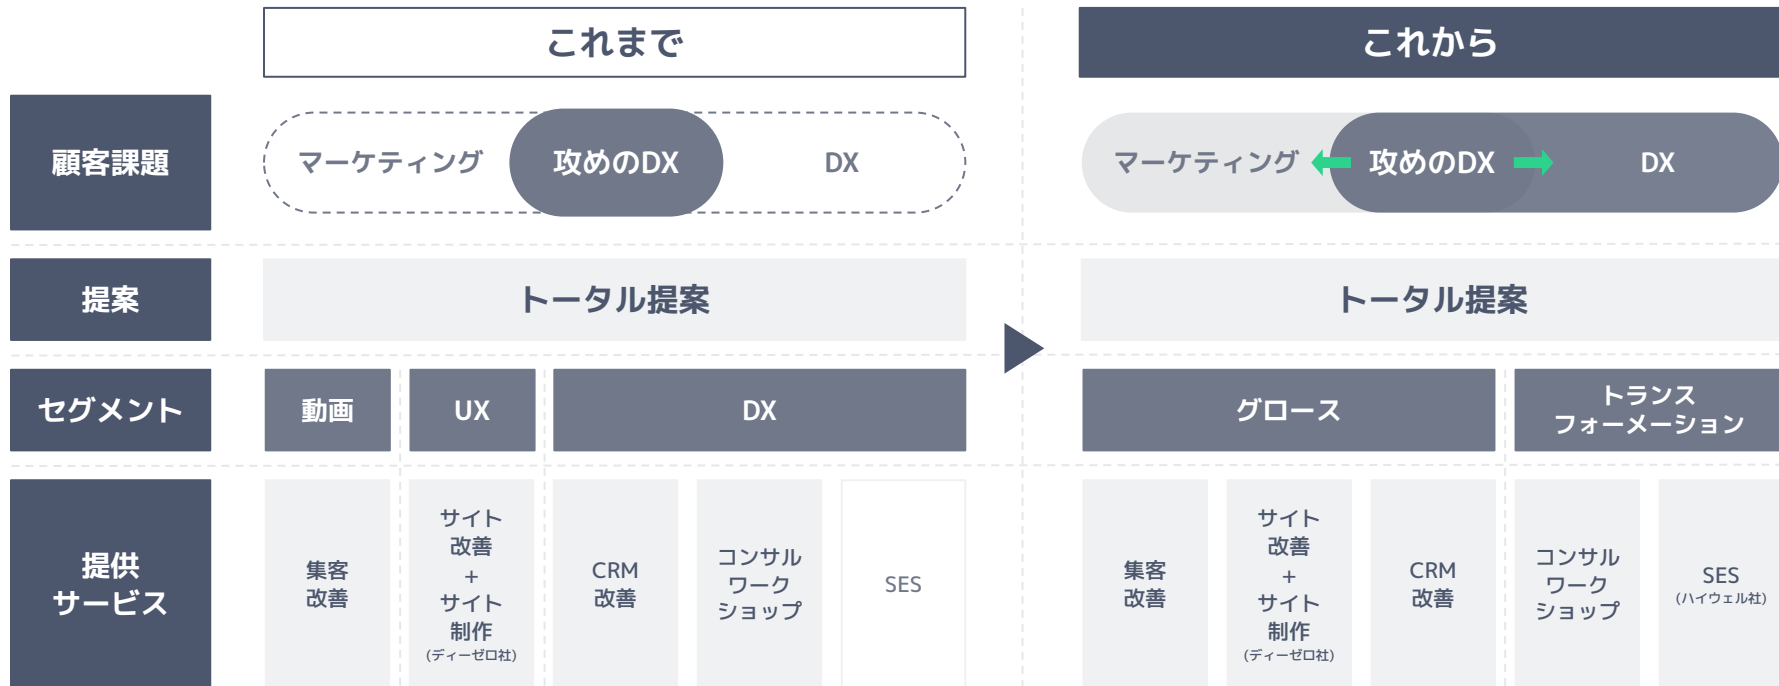 これまで
これから
顧客課題
マーケティング
攻めのDX
DX
マーケティング
攻めのDX
DX
提案
トータル提案
トータル提案
セグメント
動画
UX
DX
グロース
トランス
フォーメーション
提供
サービス
集客
改善
サイト
改善
+
サイト
制作
(ディーゼロ社)
CRM
改善
コンサル
ワーク
ショップ
SES
集客
改善
サイト
改善
+
サイト
制作
(ディーゼロ社)
CRM
改善
コンサル
ワーク
ショップ
SES
(ハイウェル社)